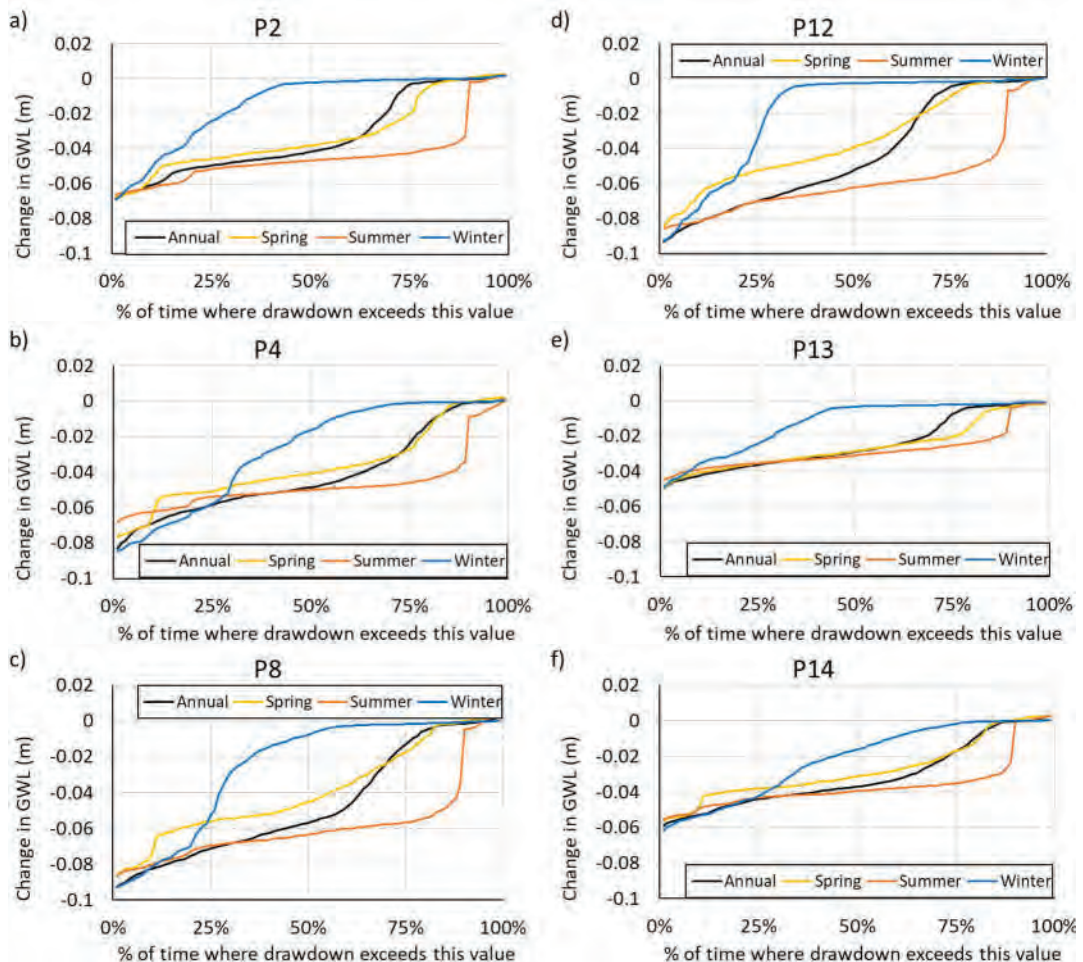 a)
P2
0.02
0
-0.02
-0.04
-0.06
-0.08
-0.1
Change in GWL (m)
Annual Spring Summer Winter
0% 25% 50% 75% 100%
% of time where drawdown exceeds this value
b)
P4
0.02
0
-0.02
-0.04
-0.06
-0.08
-0.1
Change in GWL (m)
Annual Spring Summer Winter
0% 25% 50% 75% 100%
% of time where drawdown exceeds this value
c)
P8
0.02
0
-0.02
-0.04
-0.06
-0.08
-0.1
Change in GWL (m)
Annual Spring Summer Winter
0% 25% 50% 75% 100%
% of time where drawdown exceeds this value
d)
P12
0.02
0
-0.02
-0.04
-0.06
-0.08
-0.1
Change in GWL (m)
Annual Spring Summer Winter
0% 25% 50% 75% 100%
% of time where drawdown exceeds this value
e)
P13
0.02
0
-0.02
-0.04
-0.06
-0.08
-0.1
Change in GWL (m)
Annual Spring Summer Winter
0% 25% 50% 75% 100%
% of time where drawdown exceeds this value
f)
P14
0.02
0
-0.02
-0.04
-0.06
-0.08
-0.1
Change in GWL (m)
Annual Spring Summer Winter
0% 25% 50% 75% 100%
% of time where drawdown exceeds this value